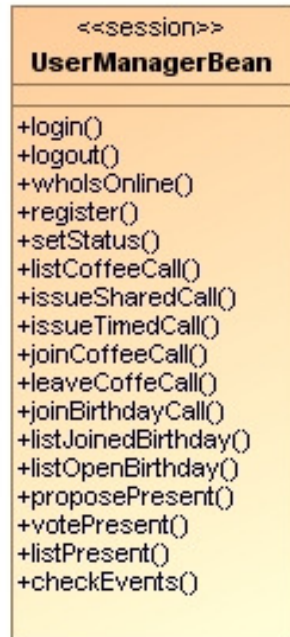 <<session>>
UserManagerBean
+login()
+logout()
+whoIsOnline()
+register()
+setStatus()
+listCoffeeCall()
+issueSharedCall()
+issueTimedCall()
+joinCoffeeCall()
+leaveCoffeCall()
+joinBirthdayCall()
+listJoinedBirthday()
+listOpenBirthday()
+proposePresent()
+votePresent()
+listPresent()
+checkEvents()